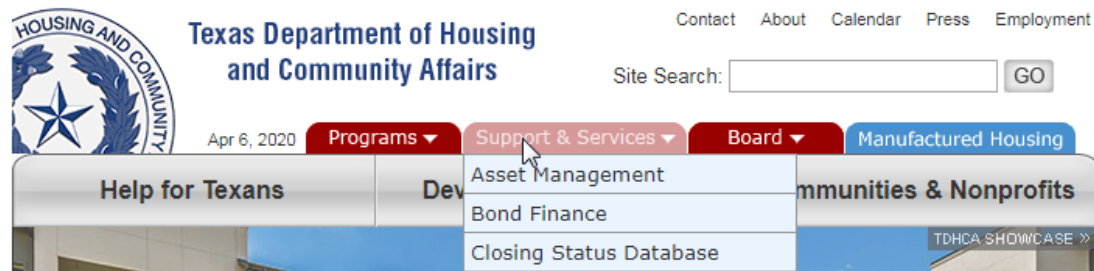 HOUSING AND COMMUNITY
Texas Department of Housing
and Community Affairs
Contact About Calendar Press Employment
Site Search: GO
Apr 6, 2020 Programs Support & Services Board Manufactured Housing
Help for Texans
Asset Management
Communities & Nonprofits
Bond Finance
Closing Status Database
TDHCA SHOWCASE »